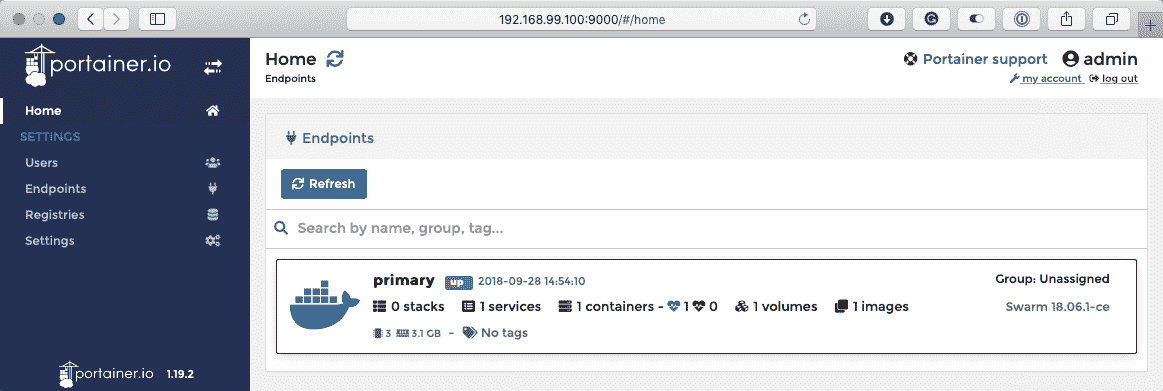 192.168.99.100:9000/#/home
portainer.io
Home
SETTINGS
Users
Endpoints
Registries
Settings
portainer.io 1.19.2
Home
Endpoints
Portainer support admin
my account log out
Endpoints
Refresh
Search by name, group, tag...
primary up 2018-09-28 14:54:10 Group: Unassigned
0 stacks 1 services 1 containers - 1 0 1 volumes 1 images Swarm 18.06.1-ce
3 3.1 GB - No tags